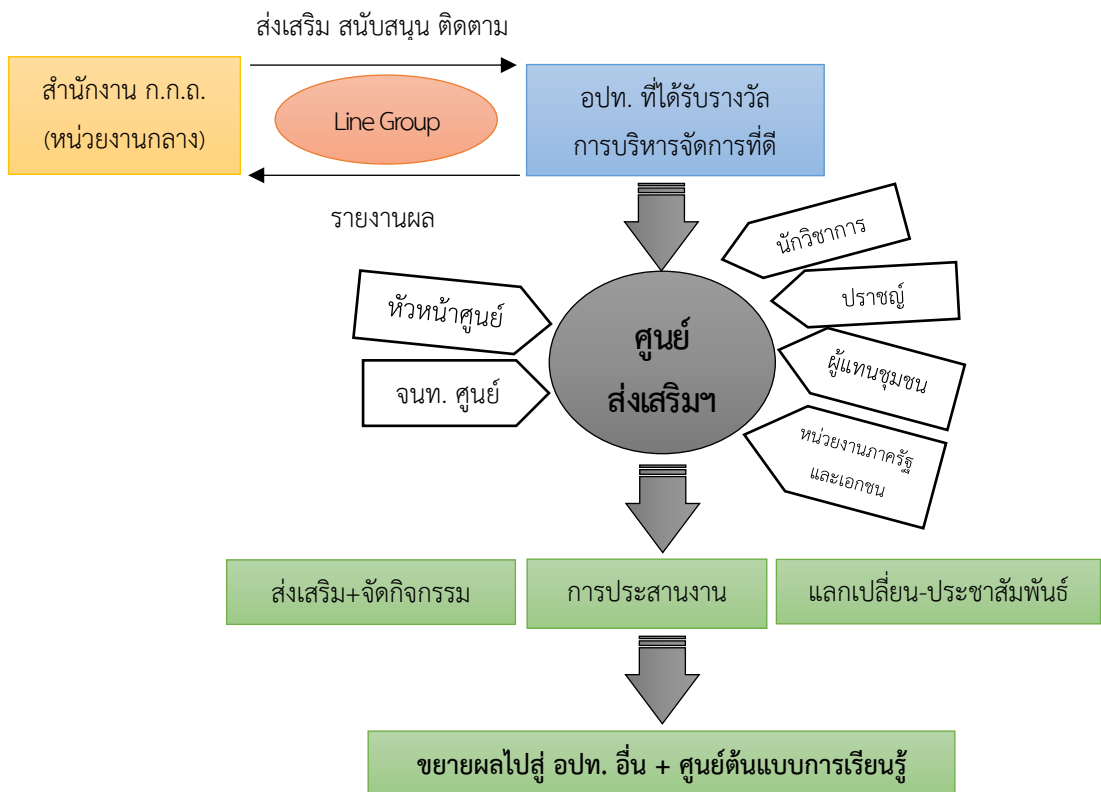 ส่งเสริม สนับสนุน ติดตาม
สำนักงาน ก.ก.ถ.
(หน่วยงานกลาง)
Line Group
อปท. ที่ได้รับรางวัล
การบริหารจัดการที่ดี
รายงานผล
นักวิชาการ
ปราชญ์
หัวหน้าศูนย์
ศูนย์
ส่งเสริมฯ
ผู้แทนชุมชน
จนท. ศูนย์
หน่วยงานภาครัฐ
และเอกชน
ส่งเสริม+จัดกิจกรรม
การประสานงาน
แลกเปลี่ยน-ประชาสัมพันธ์
ขยายผลไปสู่ อปท. อื่น + ศูนย์ต้นแบบการเรียนรู้